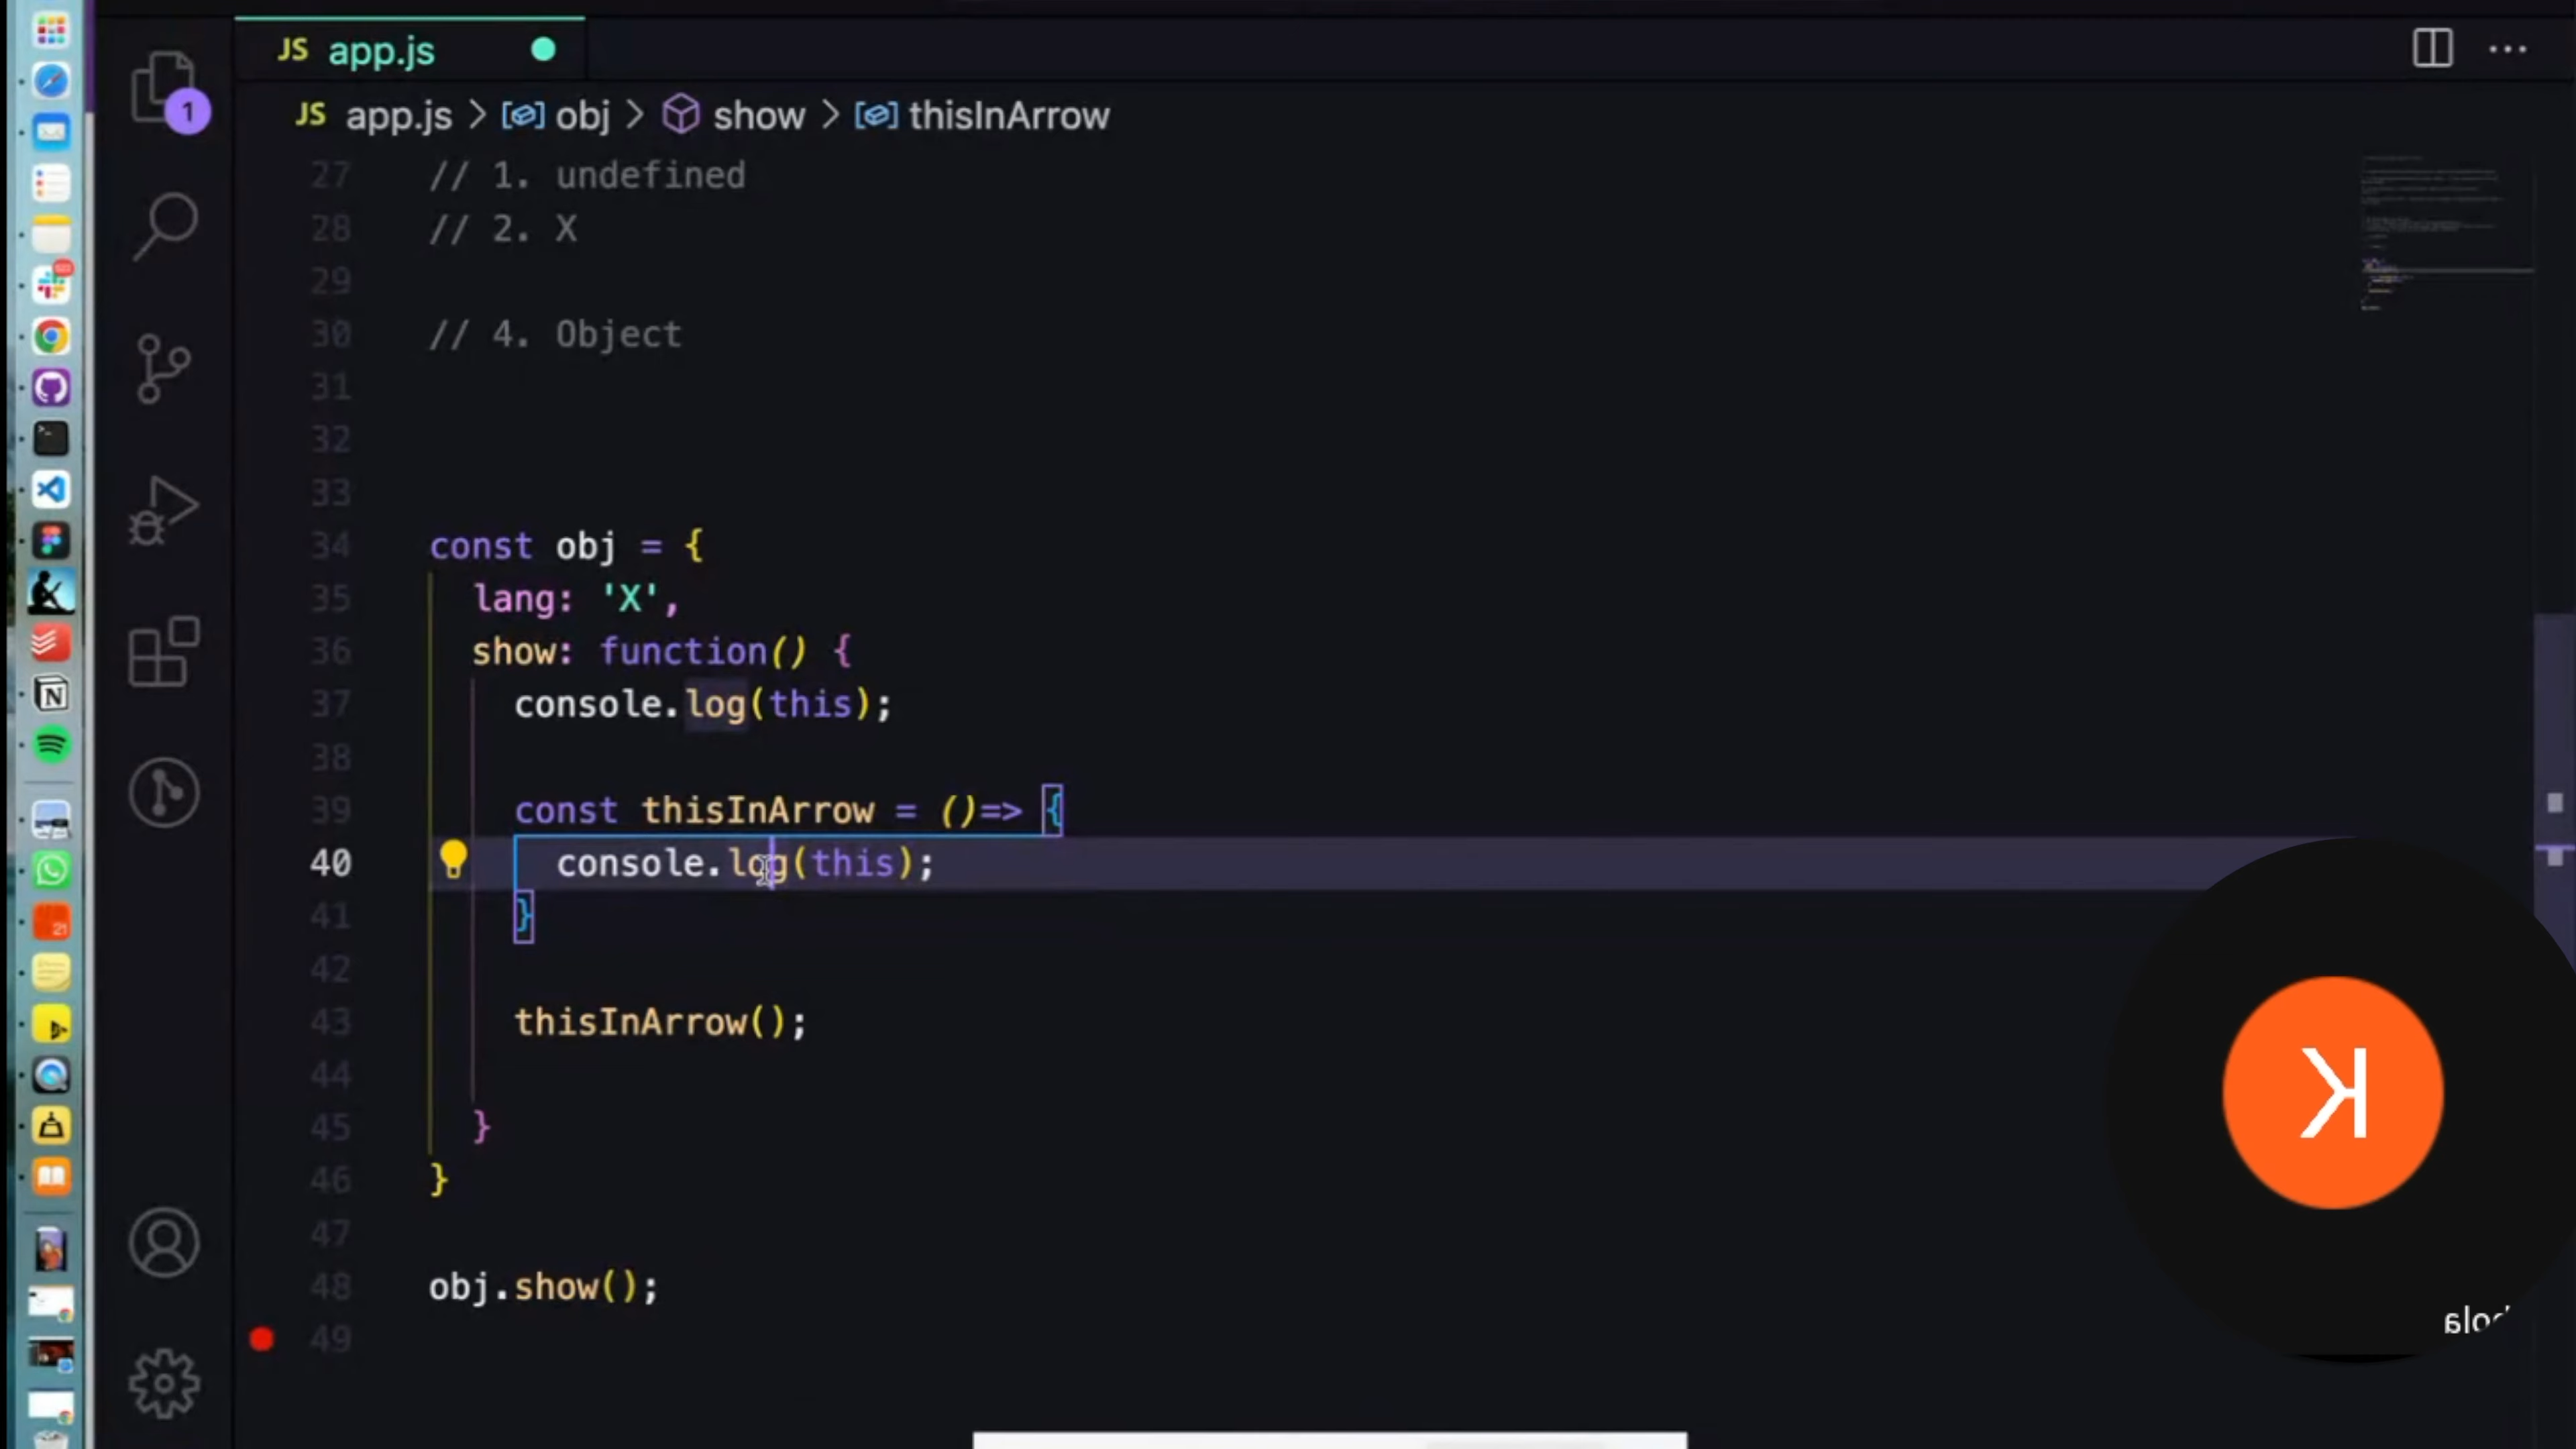 JS app.js
1
JS app.js > obj > show > thisInArrow
27 // 1. undefined
28 // 2. X
29
30 // 4. Object
31
32
33
34 const obj = {
35 lang: 'X',
36 show: function() {
37 console.log(this);
38
39 const thisInArrow = ()=> {
40 console.log(this);
41 }
42
43 thisInArrow();
44
45 }
46 }
47
48 obj.show();
49
21
K